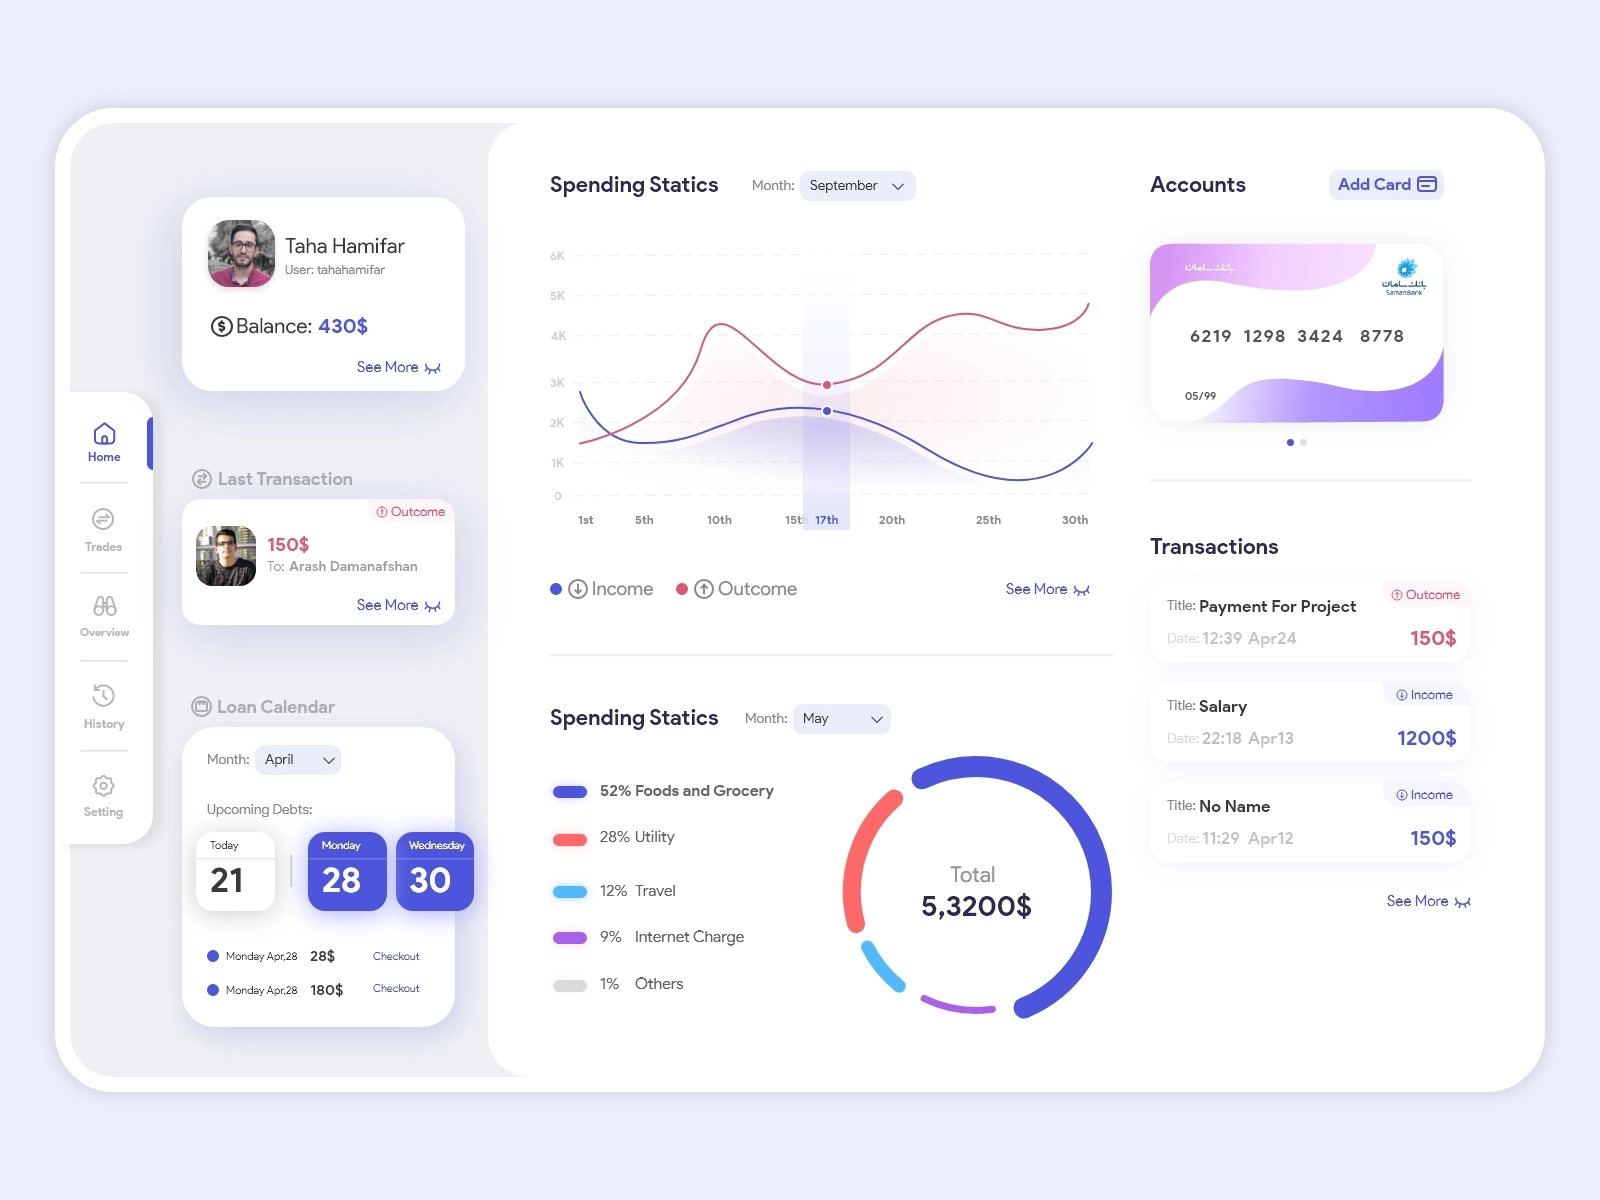 Taha Hamifar
User: tahahamifar
Balance: 430$
See More
Home
Trades
Overview
History
Setting
Last Transaction
Outcome
150$
To: Arash Damanafshan
See More
Loan Calendar
Month: April
Upcoming Debts:
Today
21
Monday
28
Wednesday
30
Monday Apr,28 28$ Checkout
Monday Apr,28 180$ Checkout
Spending Statics
Month: September
6K
5K
4K
3K
2K
1K
0
1st 5th 10th 15th 17th 20th 25th 30th
Income Outcome See More
Spending Statics
Month: May
52% Foods and Grocery
28% Utility
12% Travel
9% Internet Charge
1% Others
Total
5,3200$
Accounts
Add Card
بانک سامان
بانک سامان
SamanBank
6219 1298 3424 8778
05/99
Transactions
Outcome
Title: Payment For Project
Date: 12:39 Apr24 150$
Income
Title: Salary
Date: 22:18 Apr13 1200$
Income
Title: No Name
Date: 11:29 Apr12 150$
See More